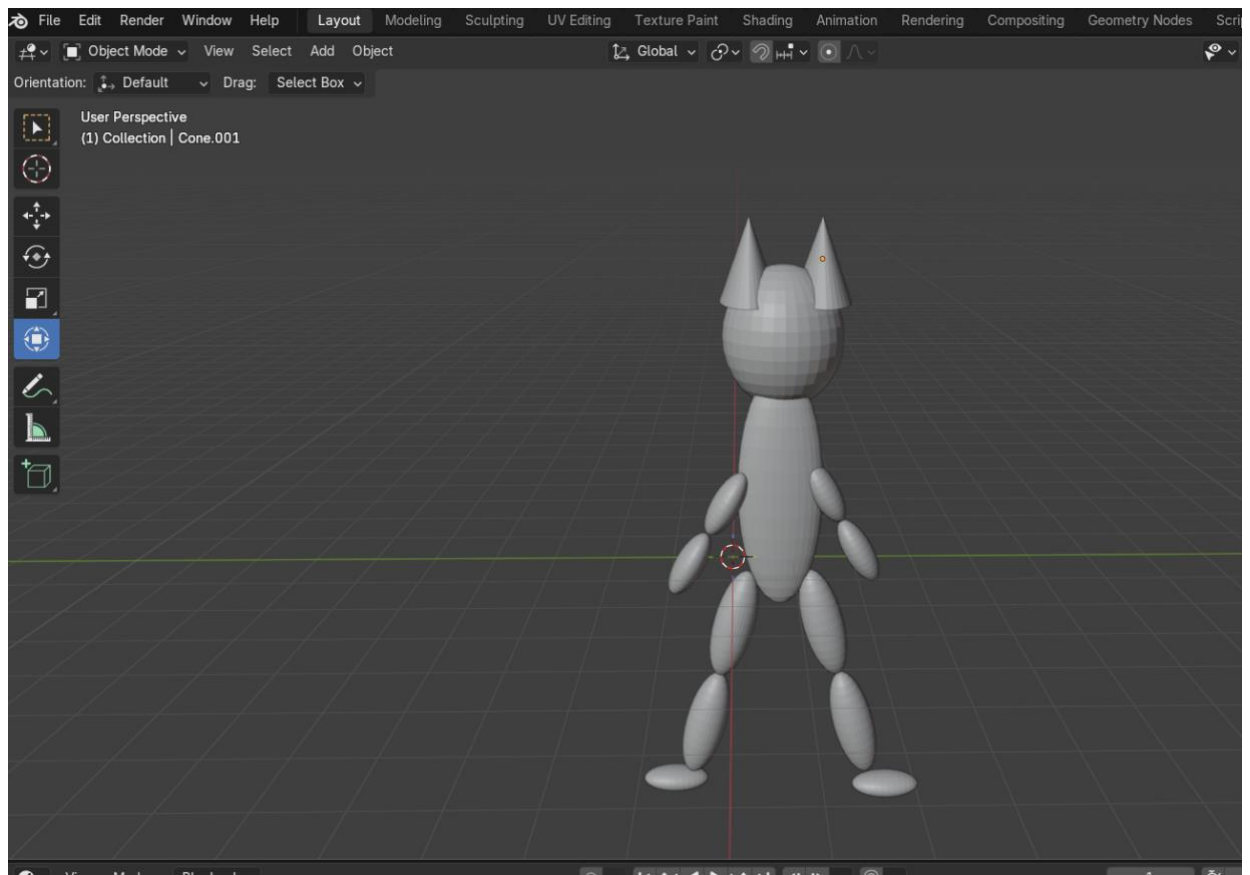 File Edit Render Window Help Layout Modeling Sculpting UV Editing Texture Paint Shading Animation Rendering Compositing Geometry Nodes
Object Mode View Select Add Object Global
Orientation: Default Drag: Select Box
User Perspective
(1) Collection | Cone.001